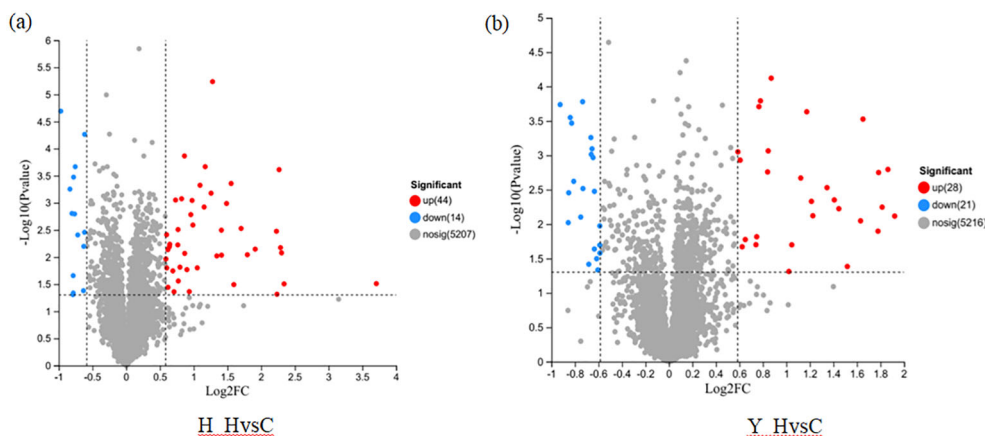 (a)
6
5.5
5
4.5
4
3.5
3
2.5
2
1.5
1
0.5
0
-Log10(Pvalue)
-1 -0.5 0 0.5 1 1.5 2 2.5 3 3.5 4
Log2FC
Significant
up(44)
down(14)
nosig(5207)
H_HvsC
(b)
5
4.5
4
3.5
3
2.5
2
1.5
1
0.5
0
-Log10(Pvalue)
-1 -0.8 -0.6 -0.4 -0.2 0 0.2 0.4 0.6 0.8 1 1.2 1.4 1.6 1.8 2
Log2FC
Significant
up(28)
down(21)
nosig(5216)
Y_HvsC